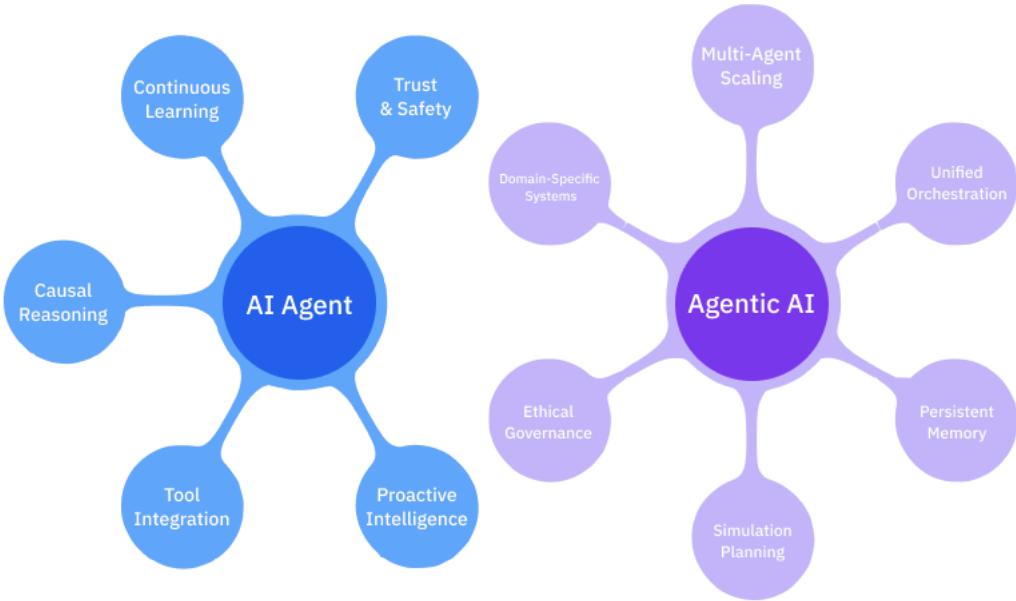 Continuous
Learning
Trust
& Safety
Causal
Reasoning
AI Agent
Tool
Integration
Proactive
Intelligence
Multi-Agent
Scaling
Domain-Specific
Systems
Unified
Orchestration
Agentic AI
Ethical
Governance
Persistent
Memory
Simulation
Planning